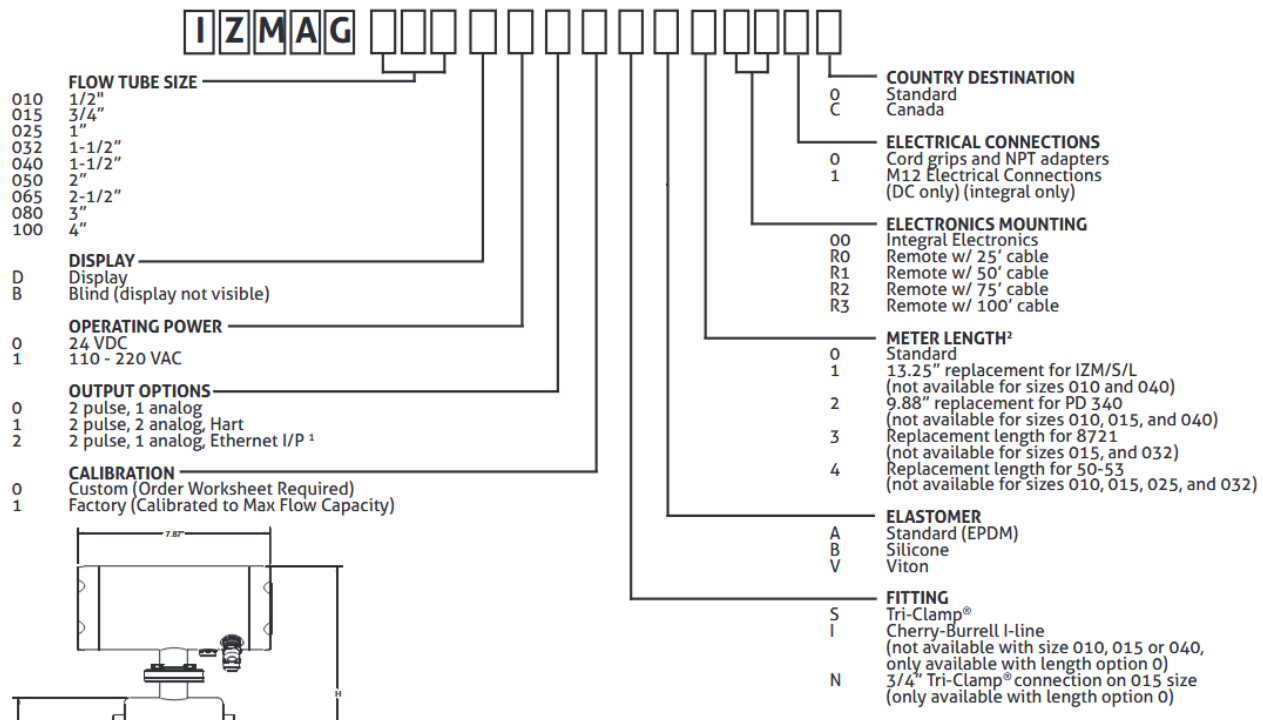 IZMAG
FLOW TUBE SIZE
010 1/2"
015 3/4"
025 1"
032 1-1/2"
040 1-1/2"
050 2"
065 2-1/2"
080 3"
100 4"
DISPLAY
D Display
B Blind (display not visible)
OPERATING POWER
0 24 VDC
1 110 - 220 VAC
OUTPUT OPTIONS
0 2 pulse, 1 analog
1 2 pulse, 2 analog, Hart
2 2 pulse, 1 analog, Ethernet I/P ¹
CALIBRATION
0 Custom (Order Worksheet Required)
1 Factory (Calibrated to Max Flow Capacity)
7.87"
H
COUNTRY DESTINATION
0 Standard
C Canada
ELECTRICAL CONNECTIONS
0 Cord grips and NPT adapters
1 M12 Electrical Connections
(DC only) (integral only)
ELECTRONICS MOUNTING
00 Integral Electronics
R0 Remote w/ 25' cable
R1 Remote w/ 50' cable
R2 Remote w/ 75' cable
R3 Remote w/ 100' cable
METER LENGTH²
0 Standard
1 13.25" replacement for IZM/S/L
(not available for sizes 010 and 040)
2 9.88" replacement for PD 340
(not available for sizes 010, 015, and 040)
3 Replacement length for 8721
(not available for sizes 015, and 032)
4 Replacement length for 50-53
(not available for sizes 010, 015, 025, and 032)
ELASTOMER
A Standard (EPDM)
B Silicone
V Viton
FITTING
S Tri-Clamp®
I Cherry-Burrell I-line
(not available with size 010, 015 or 040,
only available with length option 0)
N 3/4" Tri-Clamp® connection on 015 size
(only available with length option 0)